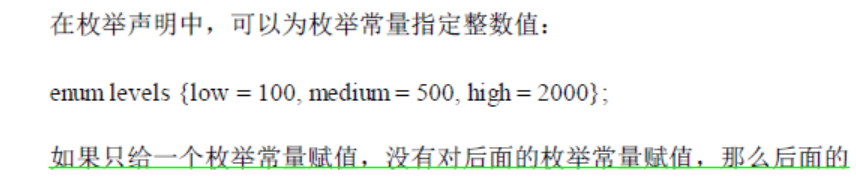 在枚举声明中，可以为枚举常量指定整数值：
enum levels {low = 100, medium = 500, high = 2000};
如果只给一个枚举常量赋值，没有对后面的枚举常量赋值，那么后面的